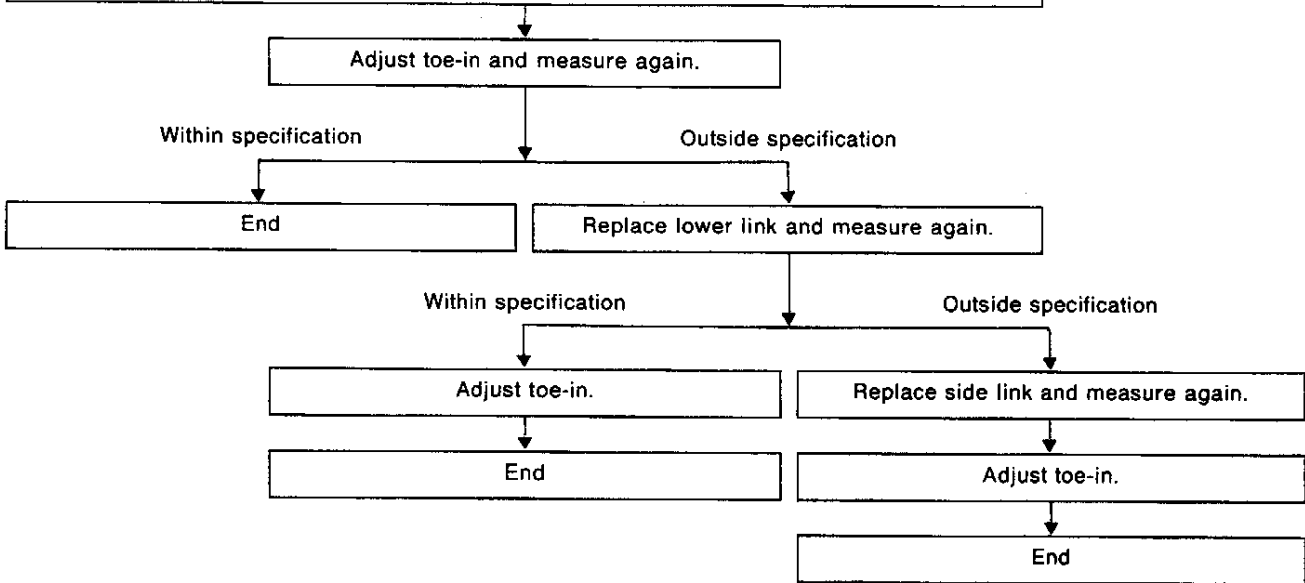 Adjust toe-in and measure again.
Within specification
Outside specification
End
Replace lower link and measure again.
Within specification
Outside specification
Adjust toe-in.
Replace side link and measure again.
End
Adjust toe-in.
End